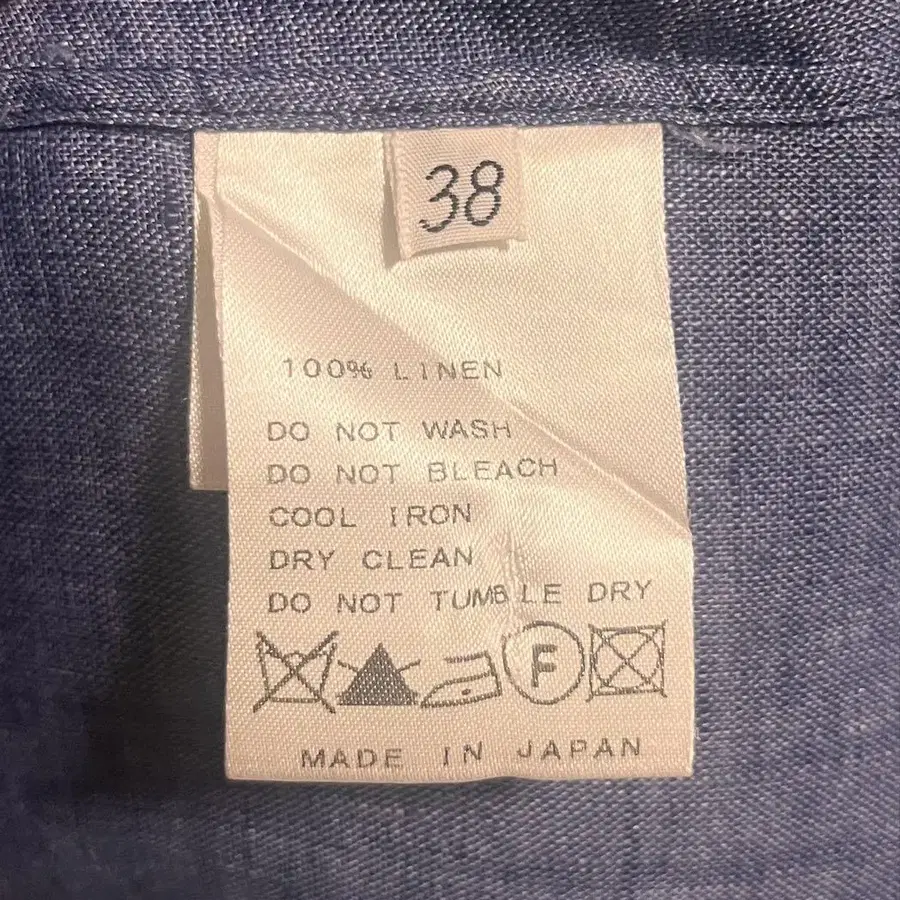 38
100% LINEN
DO NOT WASH
DO NOT BLEACH
COOL IRON
DRY CLEAN
DO NOT TUMBLE DRY
F
MADE IN JAPAN